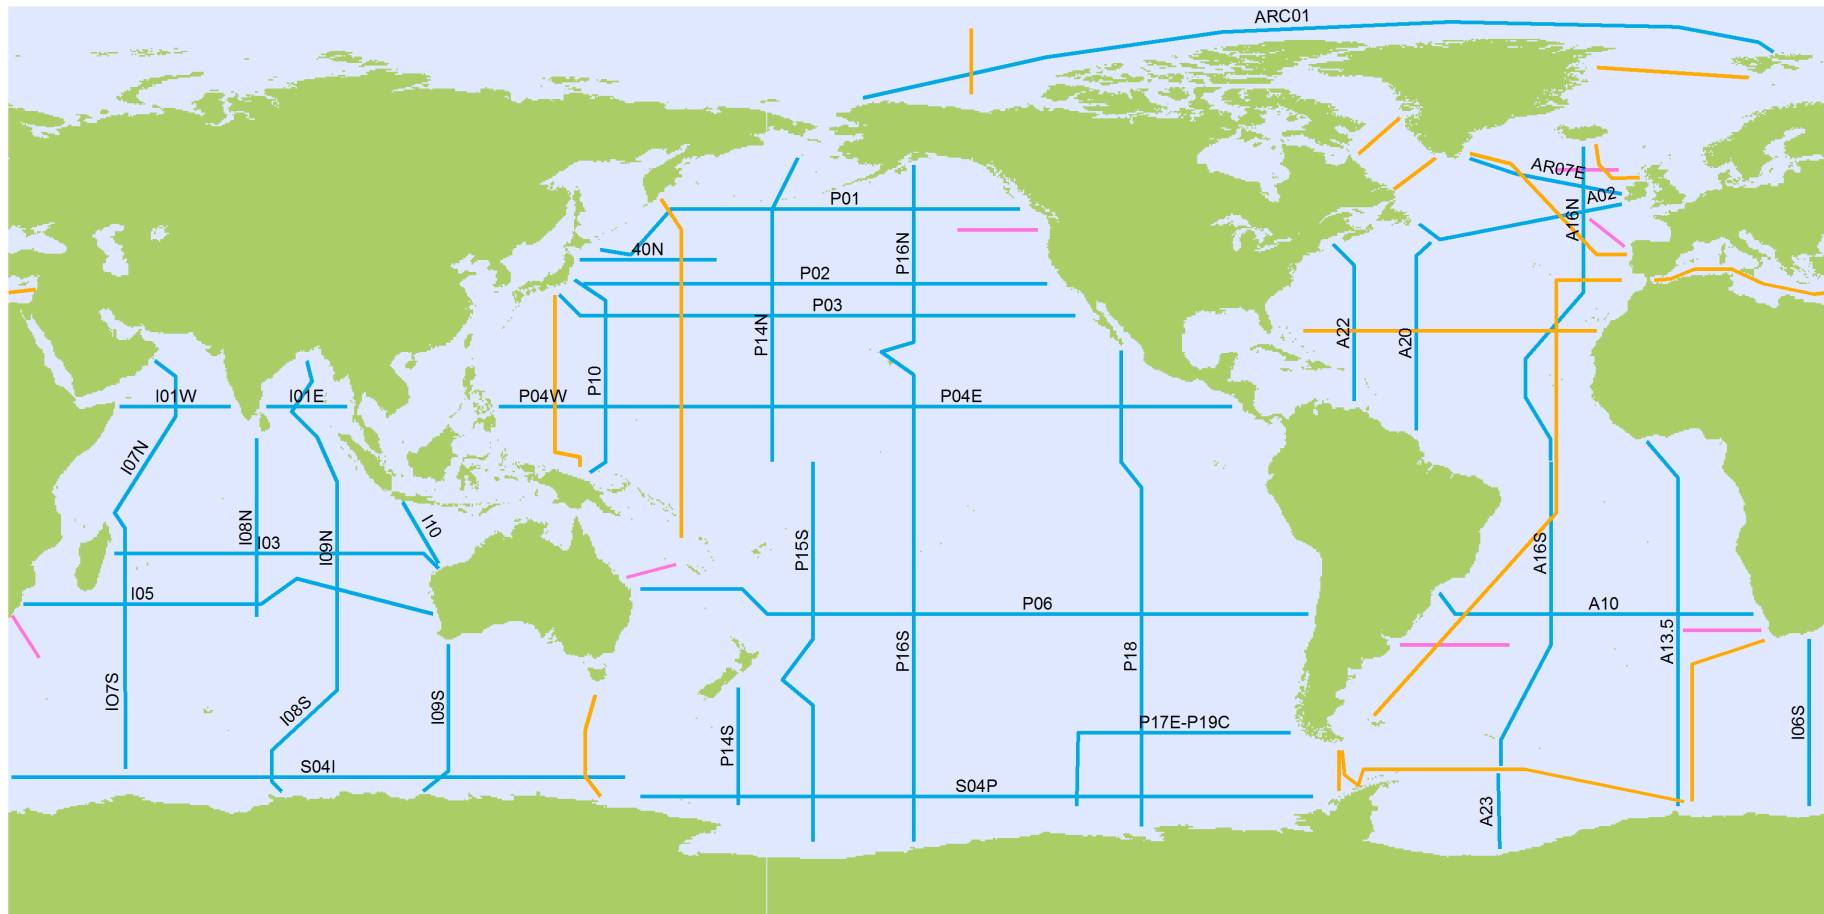 ARC01
AR07E
A02
P01
A16N
40N
P16N
P02
P03
P14N
A22
A20
P10
I01W
I01E
P04W
P04E
I07N
I08N
I10
I03
I09N
P15S
A16S
I05
P06
A10
A13.5
P16S
P18
IO7S
I08S
I09S
P14S
P17E-P19C
I06S
S04I
S04P
A23